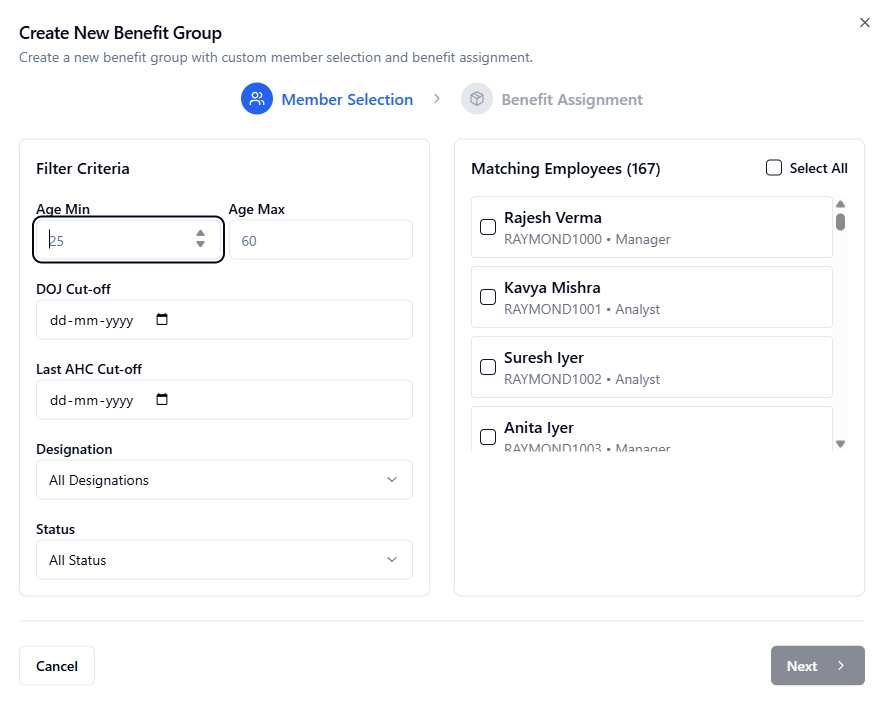 Create New Benefit Group
Create a new benefit group with custom member selection and benefit assignment.
Member Selection
Benefit Assignment
Filter Criteria
Age Min
Age Max
25
60
DOJ Cut-off
dd-mm-yyyy
Last AHC Cut-off
dd-mm-yyyy
Designation
All Designations
Status
All Status
Matching Employees (167)
Select All
Rajesh Verma
RAYMOND1000 • Manager
Kavya Mishra
RAYMOND1001 • Analyst
Suresh Iyer
RAYMOND1002 • Analyst
Anita Iyer
RAYMOND1003 • Manager
Cancel
Next